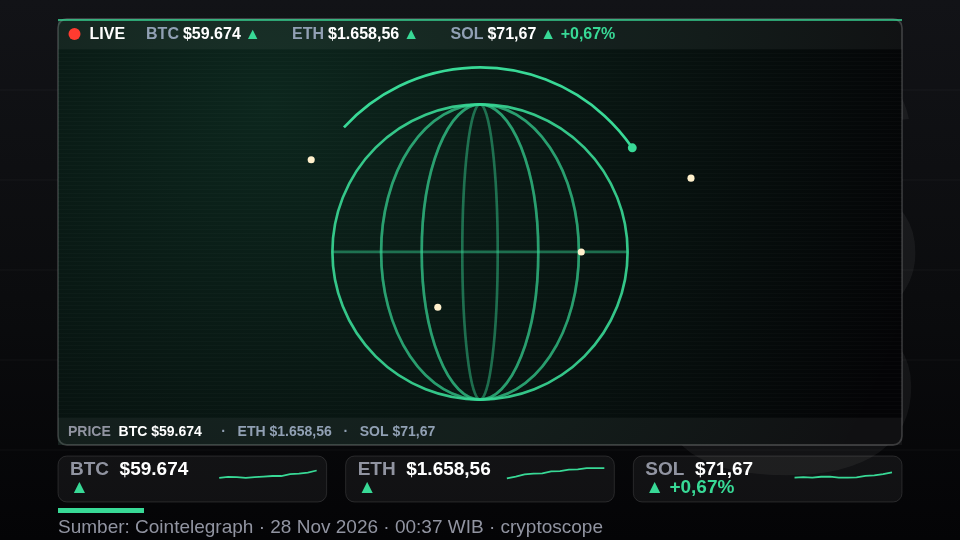 LIVE BTC $59.674 ▲ ETH $1.658,56 ▲ SOL $71,67 ▲ +0,67%
PRICE BTC $59.674 · ETH $1.658,56 · SOL $71,67
BTC $59.674
▲
ETH $1.658,56
▲
SOL $71,67
▲ +0,67%
Sumber: Cointelegraph · 28 Nov 2026 · 00:37 WIB · cryptoscope